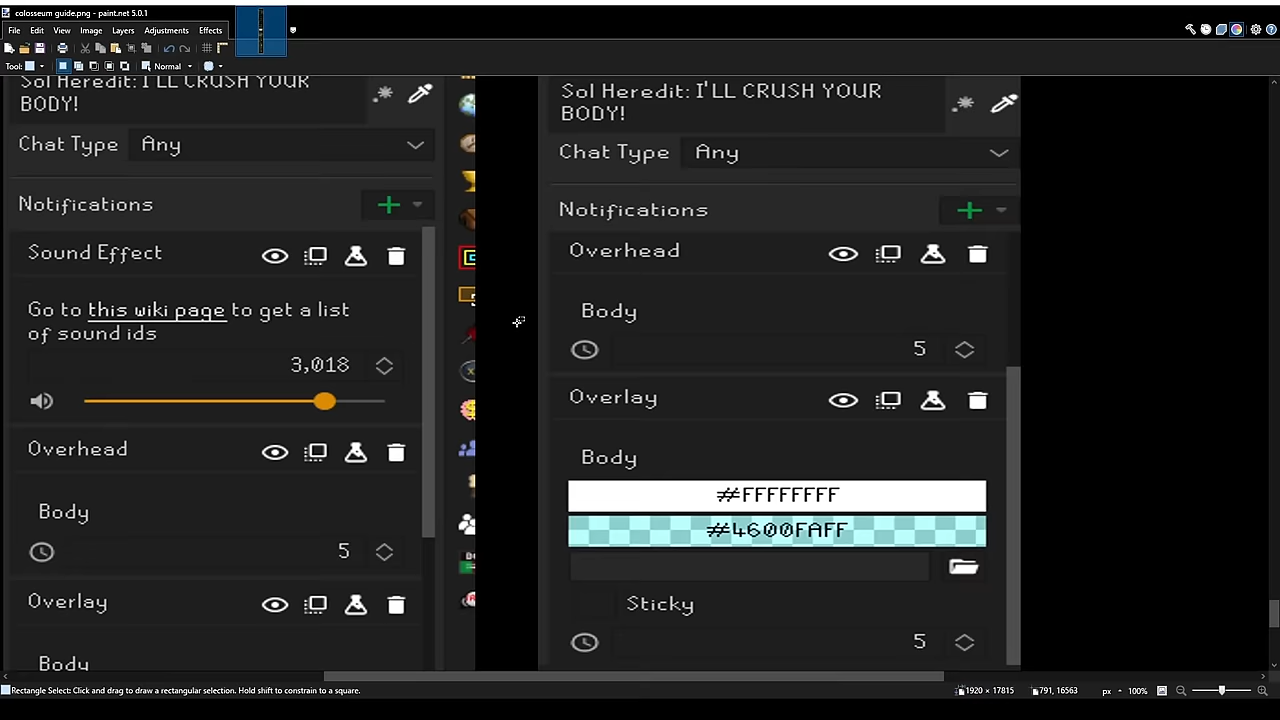 colosseum guide.png - paint.net 5.0.1
File Edit View Image Layers Adjustments Effects
Tool: Normal
Sol Heredit: I'LL CRUSH YOUR
BODY!
Chat Type Any
Notifications
Sound Effect
Go to this wiki page to get a list
of sound ids
3,018
Overhead
Body
5
Overlay
Body
Sol Heredit: I'LL CRUSH YOUR
BODY!
Chat Type Any
Notifications
Overhead
Body
5
Overlay
Body
#FFFFFFFF
#4600FAFF
Sticky
5
Rectangle Select: Click and drag to draw a rectangular selection. Hold shift to constrain to a square.
1920 × 17815 791, 16563 px 100%